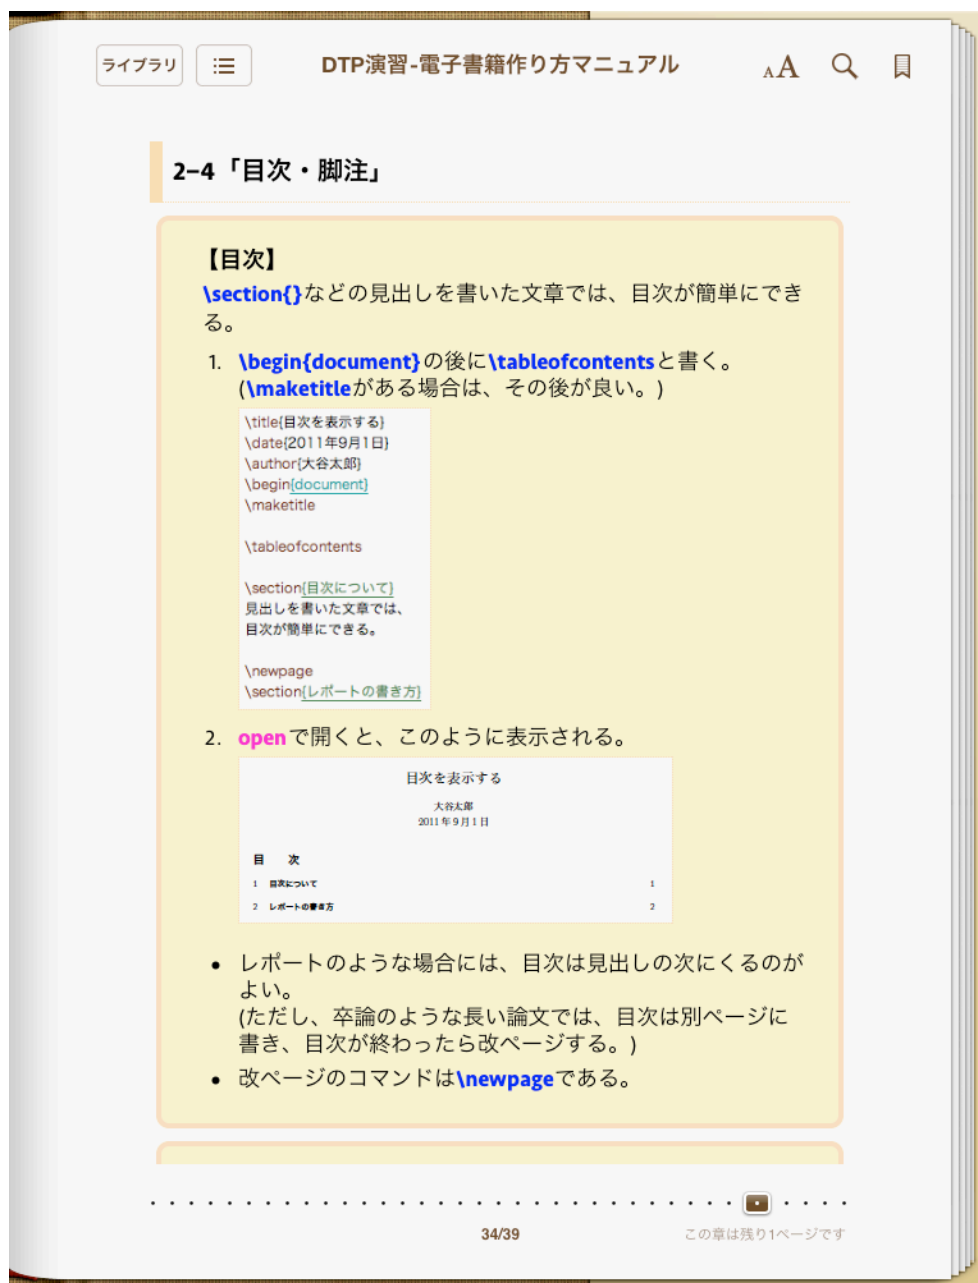 ライブラリ
DTP演習-電子書籍作り方マニュアル
AA
2–4「目次・脚注」
【目次】
\section{}などの見出しを書いた文章では、目次が簡単にでき
る。
1. \begin{document}の後に\tableofcontentsと書く。
(\maketitleがある場合は、その後が良い。)
\title{目次を表示する}
\date{2011年9月1日}
\author{大谷太郎}
\begin{document}
\maketitle
\tableofcontents
\section{目次について}
見出しを書いた文章では、
目次が簡単にできる。
\newpage
\section{レポートの書き方}
2. openで開くと、このように表示される。
目次を表示する
大谷太郎
2011年9月1日
目 次
1 目次について 1
2 レポートの書き方 2
• レポートのような場合には、目次は見出しの次にくるのが
よい。
(ただし、卒論のような長い論文では、目次は別ページに
書き、目次が終わったら改ページする。)
• 改ページのコマンドは\newpageである。
34/39
この章は残り1ページです